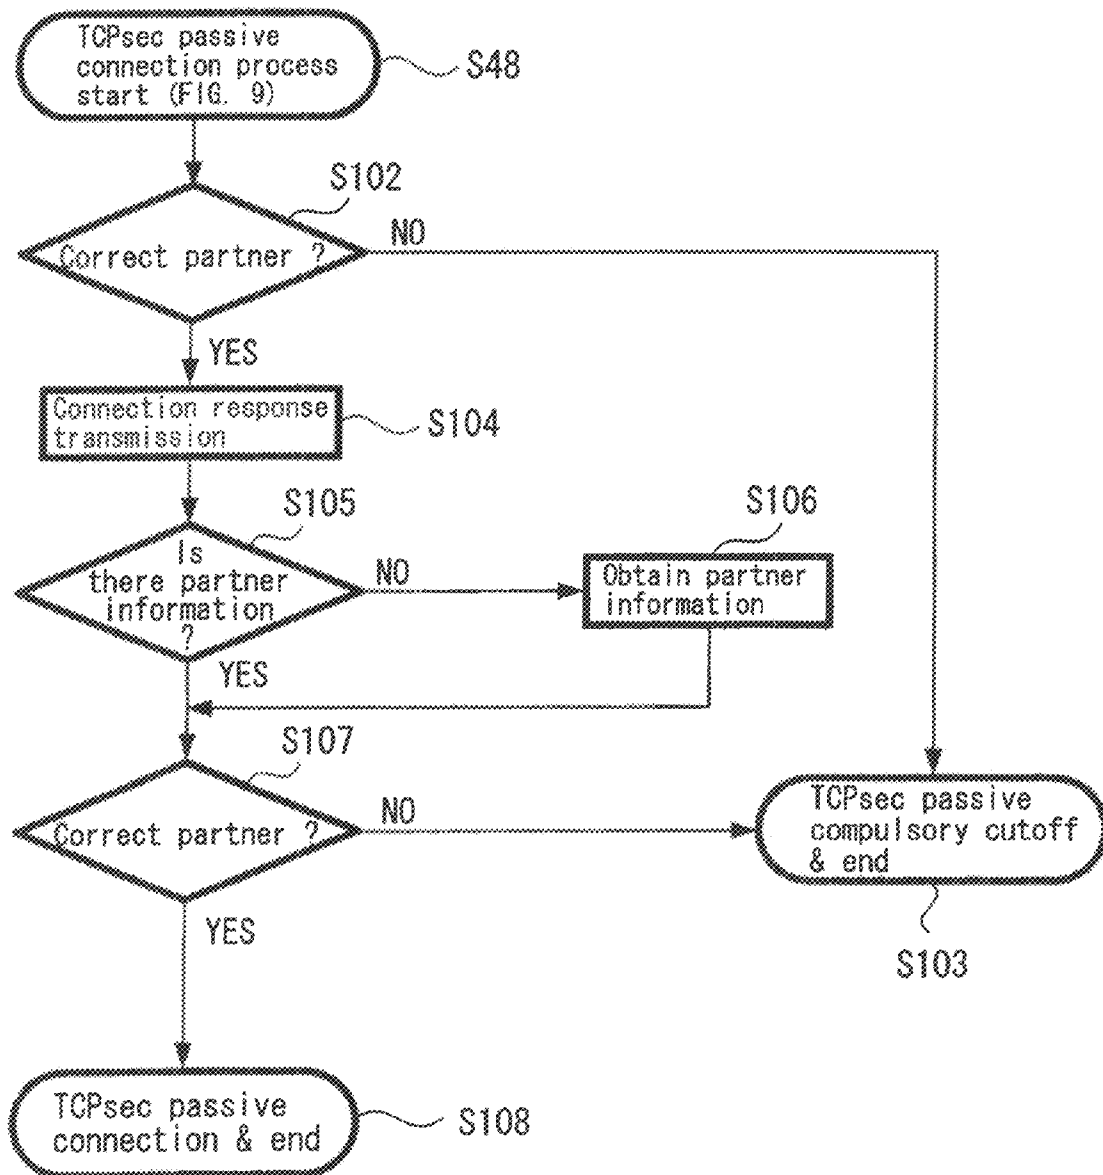 TCPsec passive
connection process
start (FIG. 9)
S48
S102
Correct partner ?
NO
YES
Connection response
transmission
S104
S105
Is
there partner
information
?
NO
S106
Obtain partner
information
YES
S107
Correct partner ?
NO
TCPsec passive
compulsory cutoff
& end
YES
S103
TCPsec passive
connection & end
S108